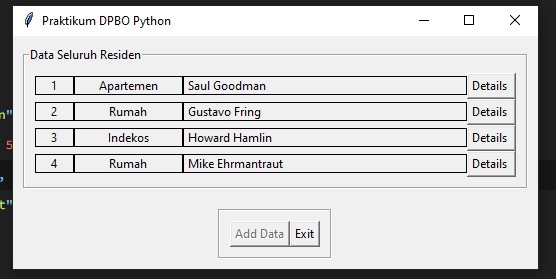 Praktikum DPBO Python
Data Seluruh Residen
1 Apartemen Saul Goodman Details
2 Rumah Gustavo Fring Details
3 Indekos Howard Hamlin Details
4 Rumah Mike Ehrmantraut Details
Add Data Exit